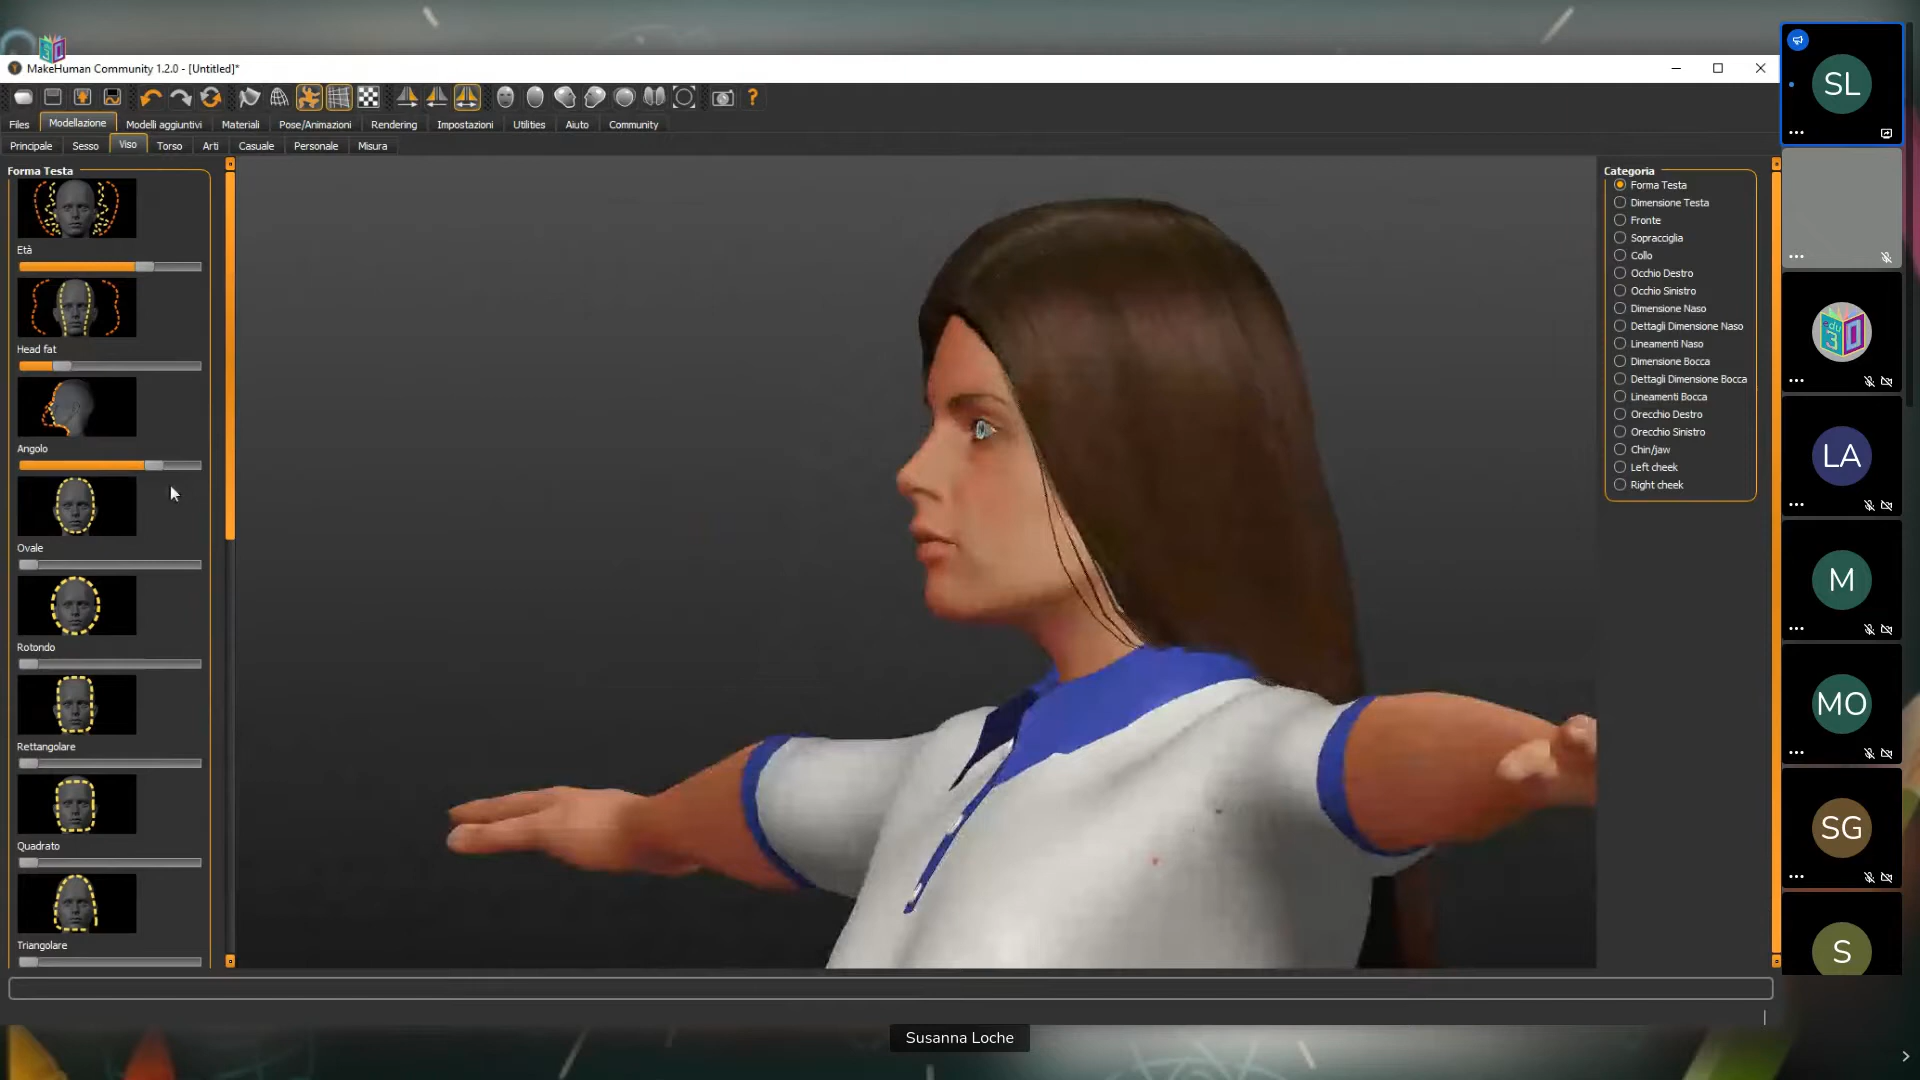 MakeHuman Community 1.2.0 - [Untitled]*
Files
Modellazione
Modelli aggiuntivi
Materiali
Pose/Animazioni
Rendering
Impostazioni
Utilities
Aiuto
Community
Principale
Sesso
Viso
Torso
Arti
Casuale
Personale
Misura
Forma Testa
Età
Head fat
Angolo
Ovale
Rotondo
Rettangolare
Quadrato
Triangolare
Categoria
Forma Testa
Dimensione Testa
Fronte
Sopracciglia
Collo
Occhio Destro
Occhio Sinistro
Dimensione Naso
Dettagli Dimensione Naso
Lineamenti Naso
Dimensione Bocca
Dettagli Dimensione Bocca
Lineamenti Bocca
Orecchio Destro
Orecchio Sinistro
Chin/jaw
Left cheek
Right cheek
SL
edu
3D
LA
M
MO
SG
S
Susanna Loche